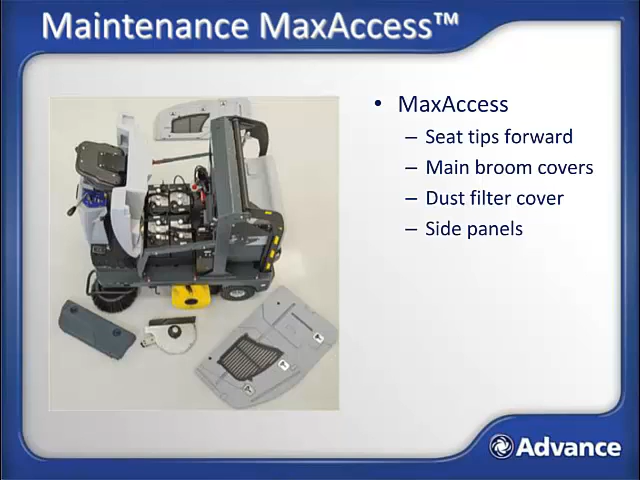 Maintenance MaxAccess™
• MaxAccess
– Seat tips forward
– Main broom covers
– Dust filter cover
– Side panels
Advance